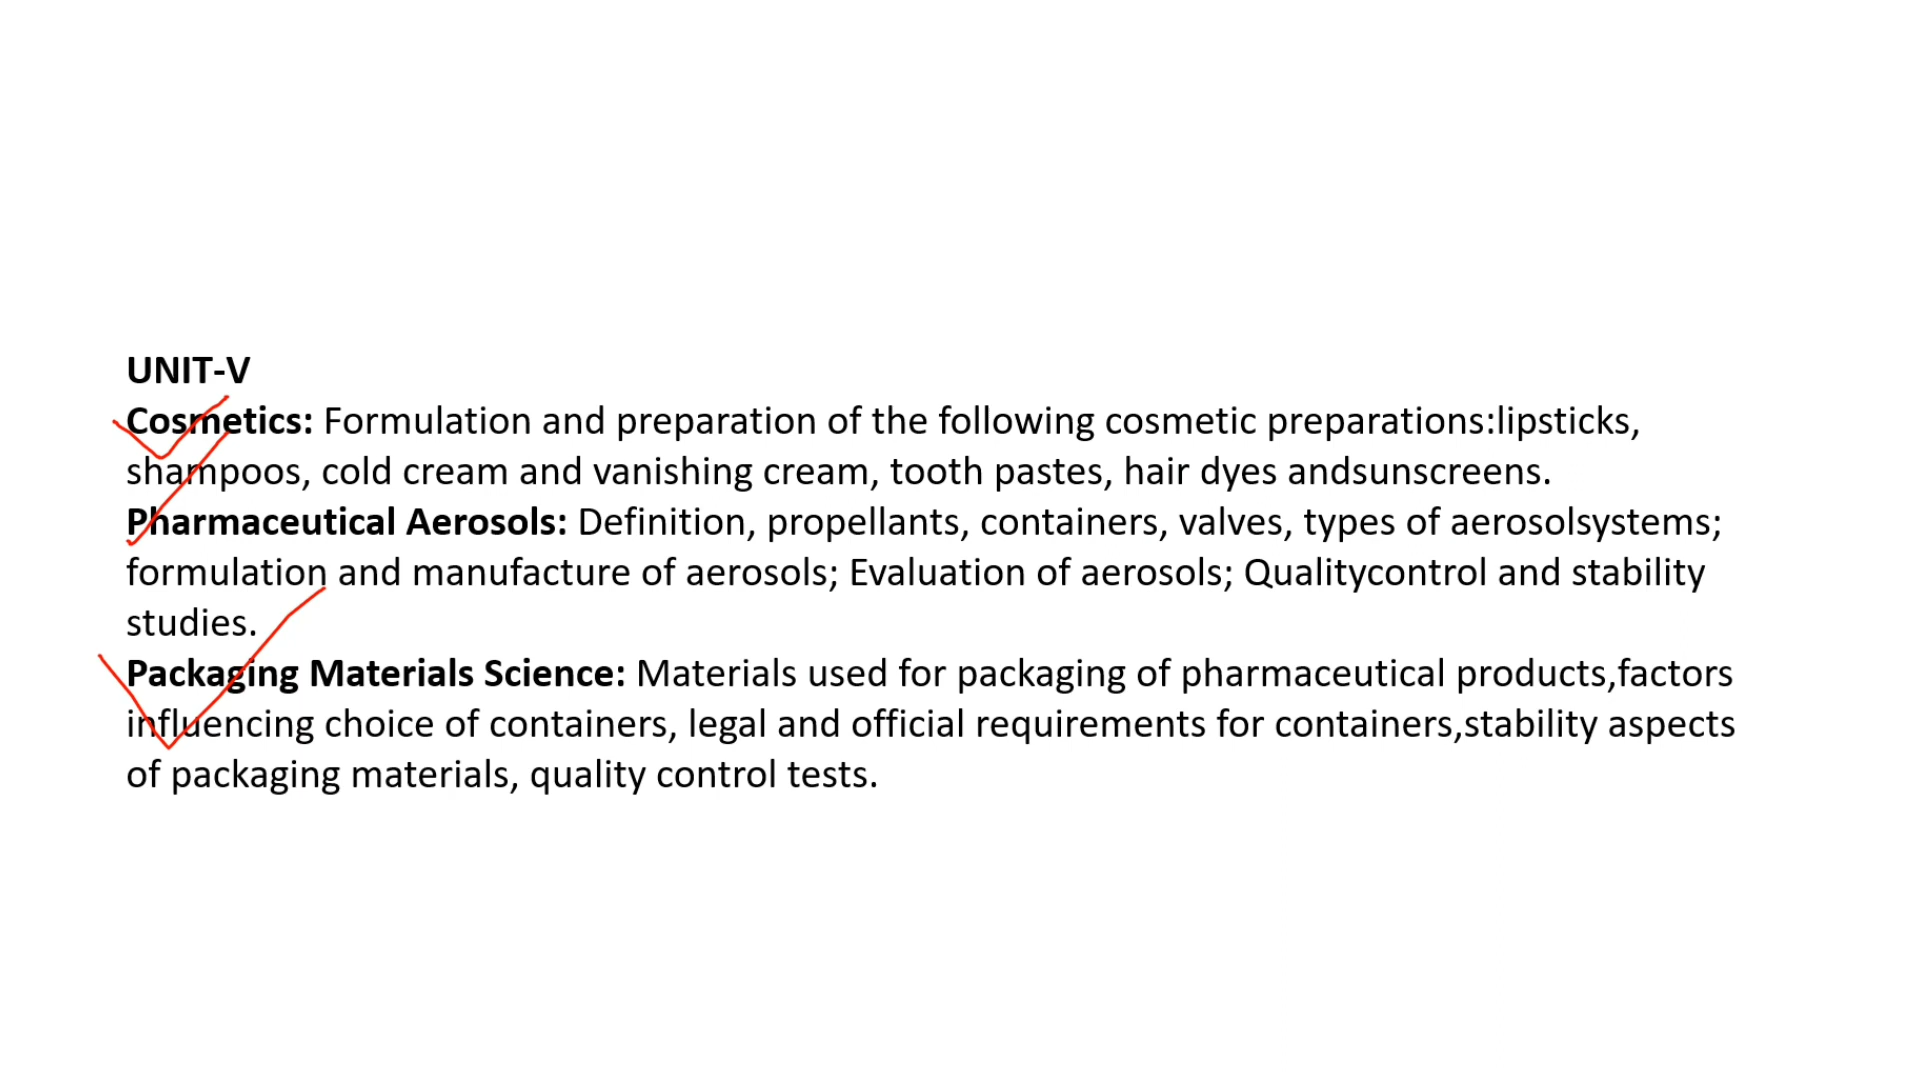 UNIT-V
Cosmetics: Formulation and preparation of the following cosmetic preparations:lipsticks,
shampoos, cold cream and vanishing cream, tooth pastes, hair dyes andsunscreens.
Pharmaceutical Aerosols: Definition, propellants, containers, valves, types of aerosolsystems;
formulation and manufacture of aerosols; Evaluation of aerosols; Qualitycontrol and stability
studies.
Packaging Materials Science: Materials used for packaging of pharmaceutical products,factors
influencing choice of containers, legal and official requirements for containers,stability aspects
of packaging materials, quality control tests.